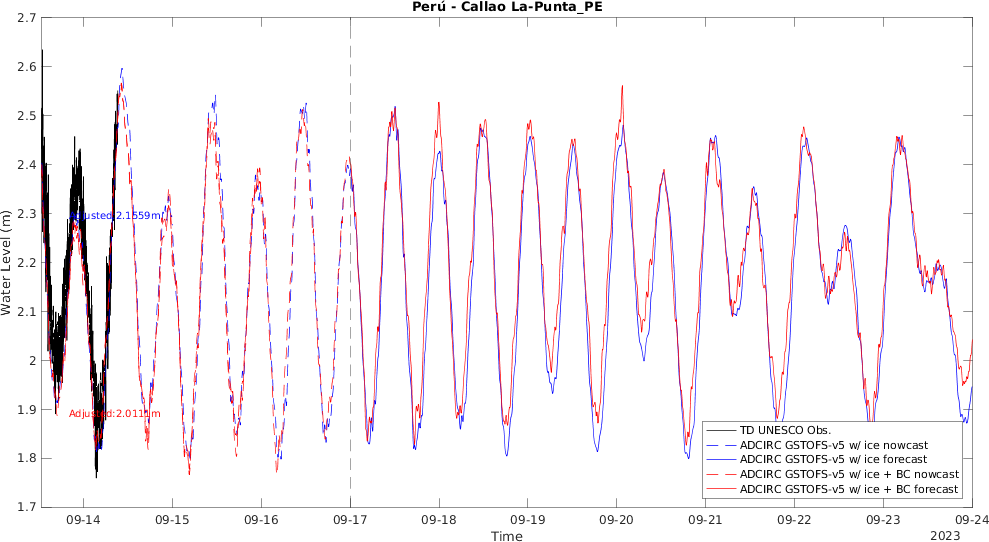 Perú - Callao La-Punta_PE
2.7
2.6
2.5
2.4
2.3
2.2
2.1
2
1.9
1.8
1.7
Water Level (m)
Adjusted:2.1559m
Adjusted:2.0111m
TD UNESCO Obs.
ADCIRC GSTOFS-v5 w/ ice nowcast
ADCIRC GSTOFS-v5 w/ ice forecast
ADCIRC GSTOFS-v5 w/ ice + BC nowcast
ADCIRC GSTOFS-v5 w/ ice + BC forecast
09-14 09-15 09-16 09-17 09-18 09-19 09-20 09-21 09-22 09-23 09-24
Time
2023